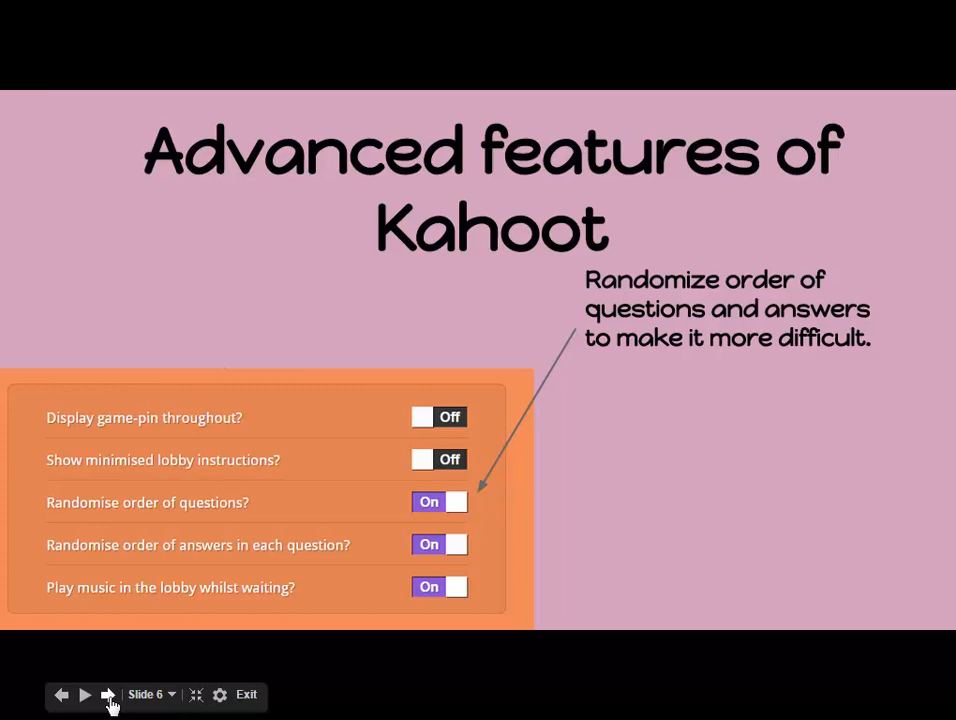 Advanced features of
Kahoot
Randomize order of
questions and answers
to make it more difficult.
Display game-pin throughout? Off
Show minimised lobby instructions? Off
Randomise order of questions? On
Randomise order of answers in each question? On
Play music in the lobby whilst waiting? On
Slide 6 Exit